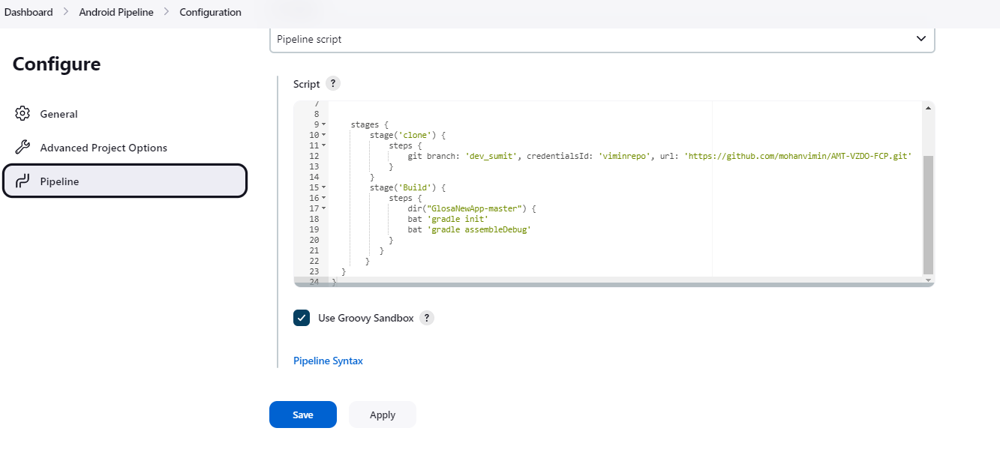 Dashboard > Android Pipeline > Configuration
Configure
General
Advanced Project Options
Pipeline
Pipeline script
Script ?
7
8
9 stages {
10 stage('clone') {
11 steps {
12 git branch: 'dev_sumit', credentialsId: 'viminrepo', url: 'https://github.com/mohanvimin/AMT-VZDO-FCP.git'
13 }
14 }
15 stage('Build') {
16 steps {
17 dir("GlosaNewApp-master") {
18 bat 'gradle init'
19 bat 'gradle assembleDebug'
20 }
21 }
22 }
23 }
24 }
Use Groovy Sandbox ?
Pipeline Syntax
Save
Apply